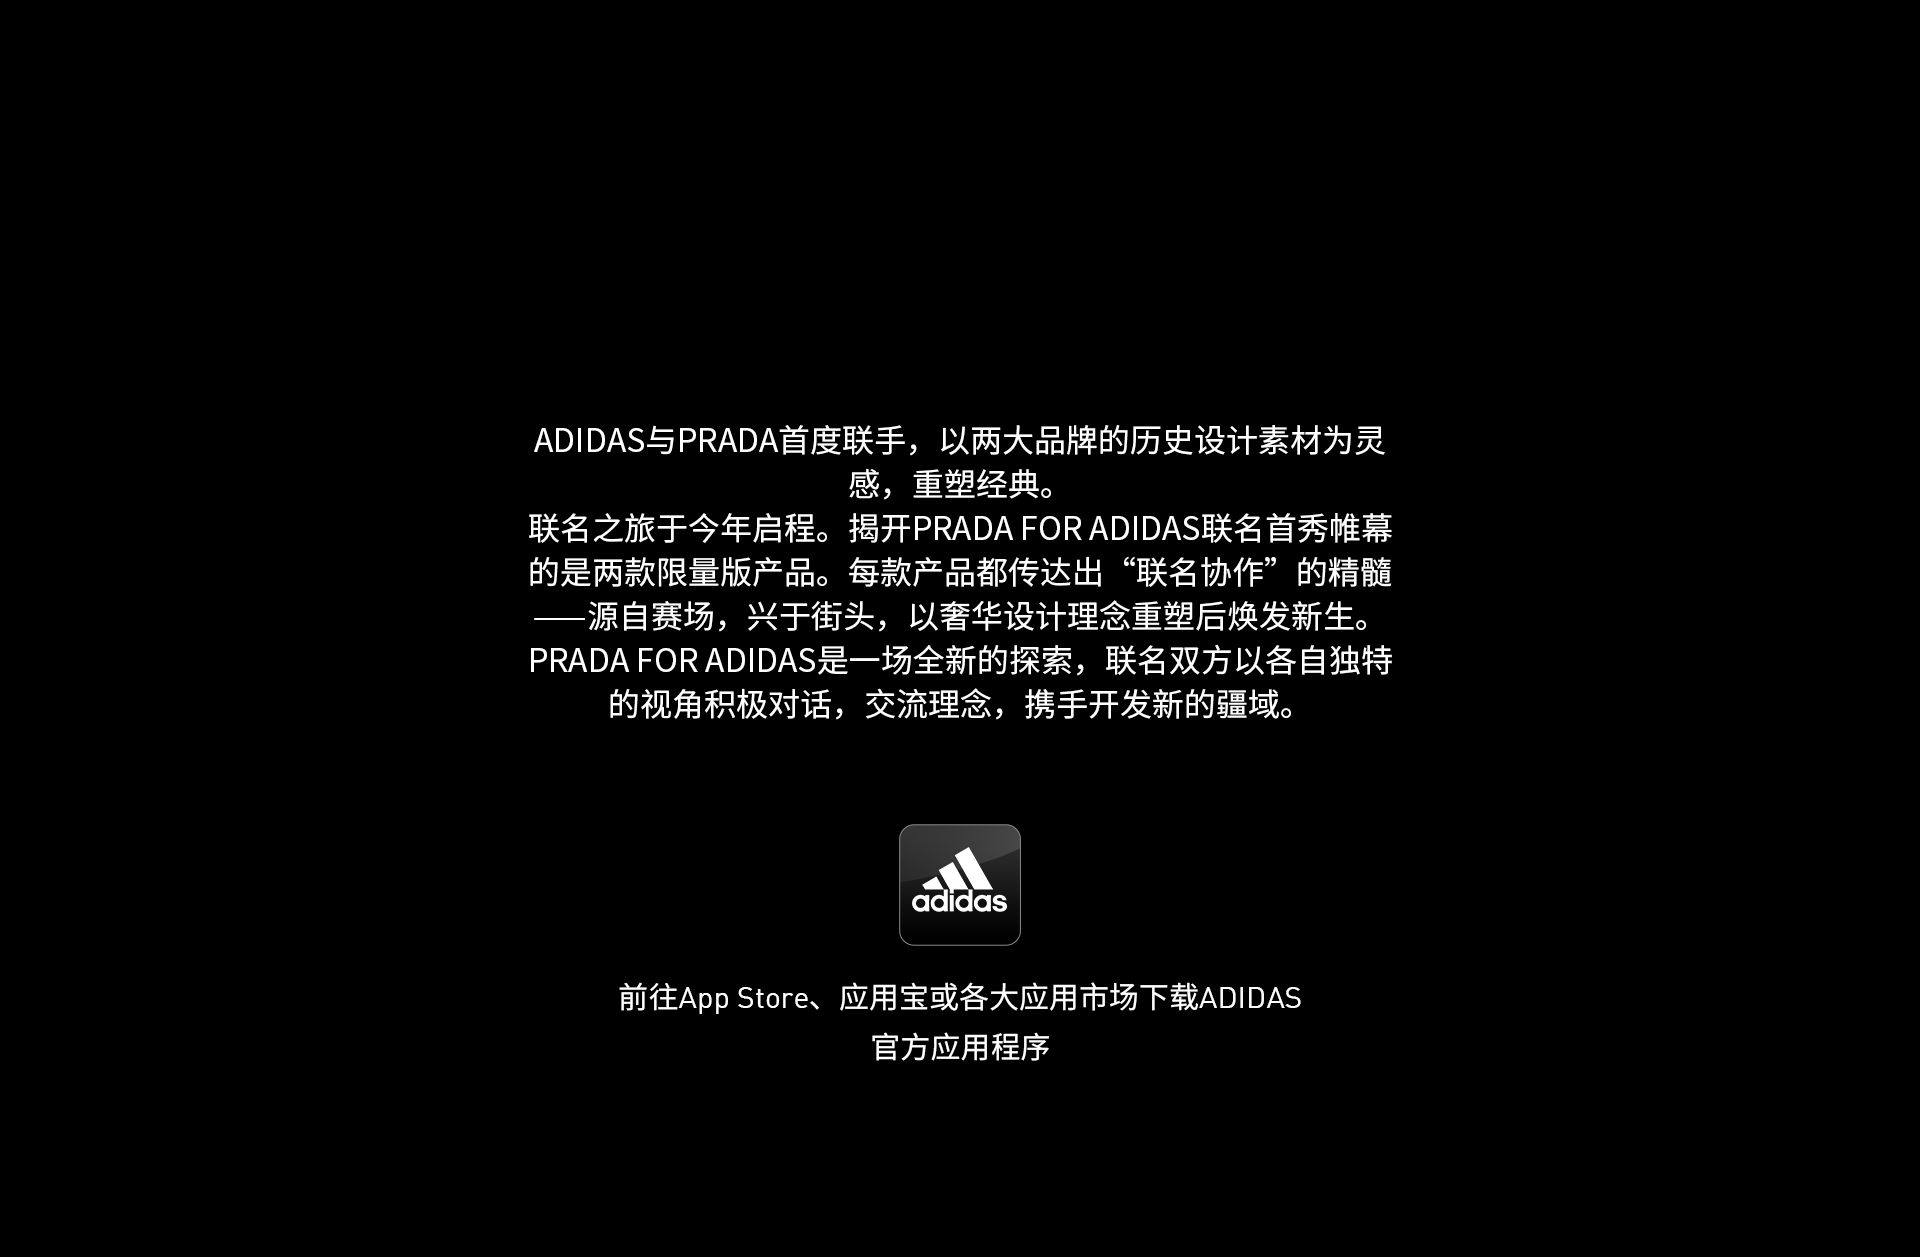 ADIDAS与PRADA首度联手，以两大品牌的历史设计素材为灵
感，重塑经典。
联名之旅于今年启程。揭开PRADA FOR ADIDAS联名首秀帷幕
的是两款限量版产品。每款产品都传达出“联名协作”的精髓
——源自赛场，兴于街头，以奢华设计理念重塑后焕发新生。
PRADA FOR ADIDAS是一场全新的探索，联名双方以各自独特
的视角积极对话，交流理念，携手开发新的疆域。
adidas
前往App Store、应用宝或各大应用市场下载ADIDAS
官方应用程序